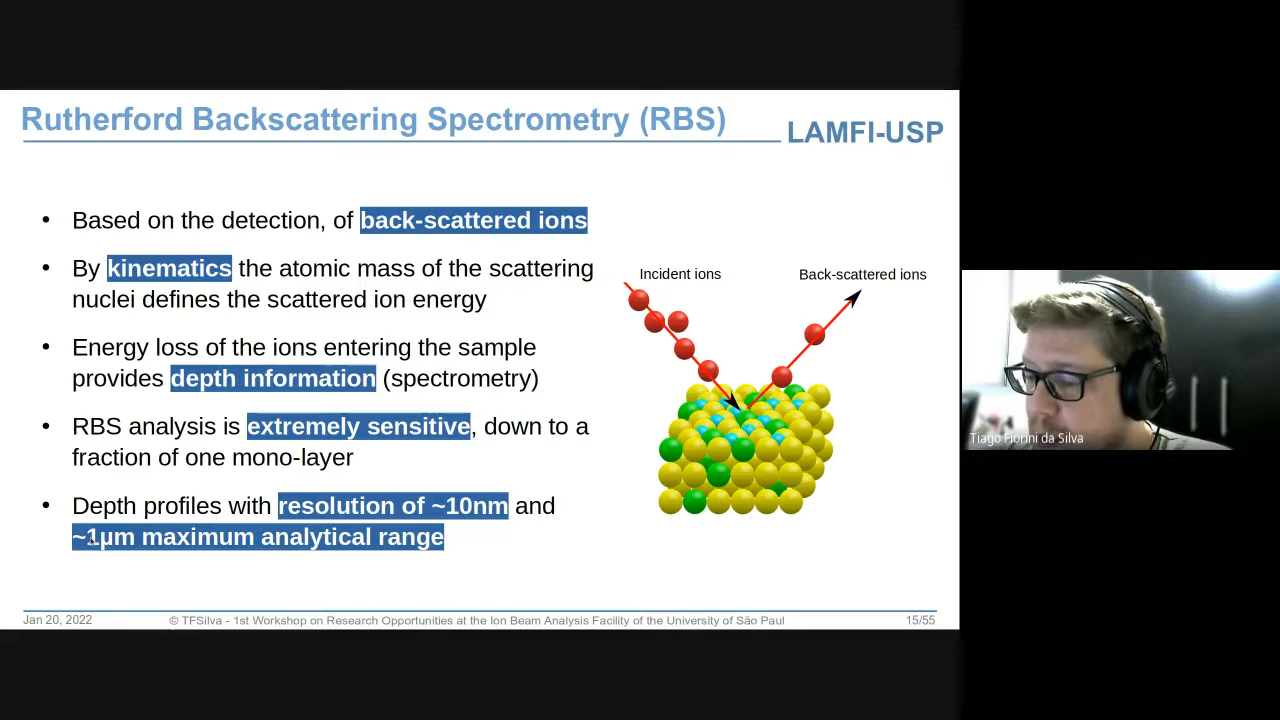 Rutherford Backscattering Spectrometry (RBS)
LAMFI-USP
• Based on the detection, of back-scattered ions
• By kinematics the atomic mass of the scattering
nuclei defines the scattered ion energy
• Energy loss of the ions entering the sample
provides depth information (spectrometry)
• RBS analysis is extremely sensitive, down to a
fraction of one mono-layer
• Depth profiles with resolution of ~10nm and
~1µm maximum analytical range
Incident ions
Back-scattered ions
Tiago Fiorini da Silva
Jan 20, 2022
© TFSilva - 1st Workshop on Research Opportunities at the Ion Beam Analysis Facility of the University of São Paul
15/55